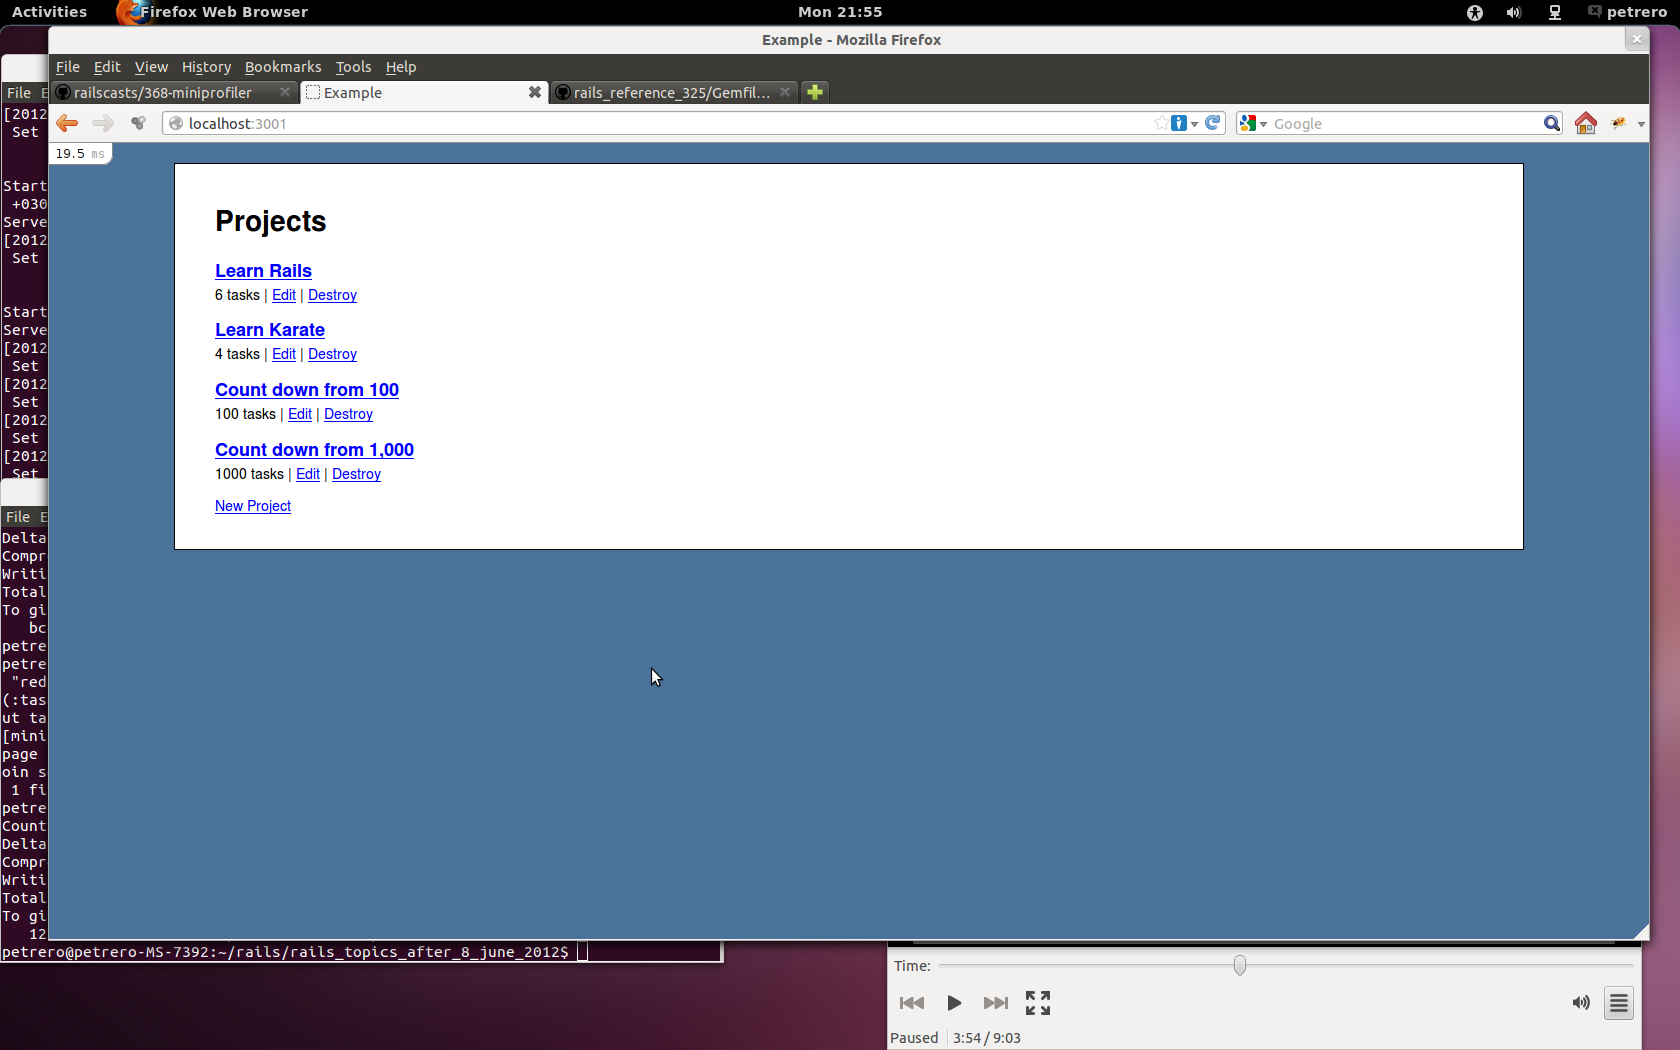 Activities Firefox Web Browser Mon 21:55 petrero
Example - Mozilla Firefox
File Edit View History Bookmarks Tools Help
railscasts/368-miniprofiler Example rails_reference_325/Gemfil...
localhost:3001 Google
19.5 ms
Projects
Learn Rails
6 tasks | Edit | Destroy
Learn Karate
4 tasks | Edit | Destroy
Count down from 100
100 tasks | Edit | Destroy
Count down from 1,000
1000 tasks | Edit | Destroy
New Project
File E
[2012
Set
Start
+030
Serve
[2012
Set
Start
Serve
[2012
Set
[2012
Set
[2012
Set
[2012
Set
File E
Delta
Compr
Writi
Total
To gi
bc
petre
petre
"red
(:tas
ut ta
[mini
page
oin s
1 fi
petre
Count
Delta
Compr
Writi
Total
To gi
12
petrero@petrero-MS-7392:~/rails/rails_topics_after_8_june_2012$
Time:
Paused 3:54 / 9:03